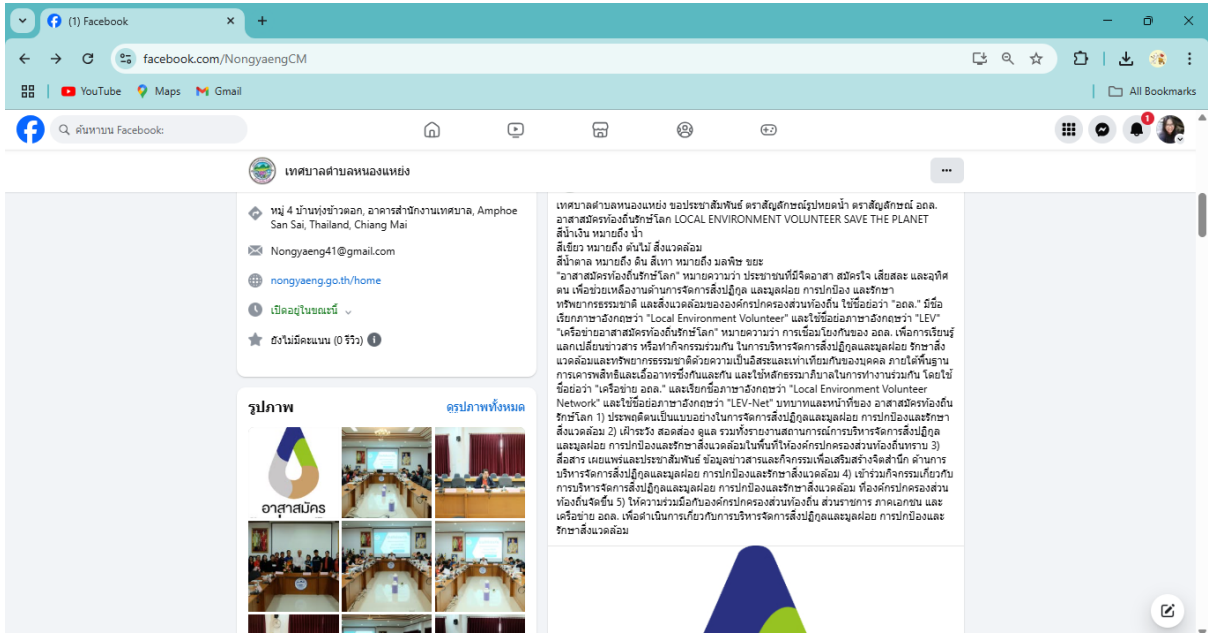 (1) Facebook
facebook.com/NongyaengCM
YouTube
Maps
Gmail
All Bookmarks
ค้นหาบน Facebook
1
เทศบาลตำบลหนองแหย่ง
หมู่ 4 บ้านทุ่งข้าวตอก, อาคารสำนักงานเทศบาล, Amphoe
San Sai, Thailand, Chiang Mai
Nongyaeng41@gmail.com
nongyaeng.go.th/home
เปิดอยู่ในขณะนี้
ยังไม่มีคะแนน (0 รีวิว)
รูปภาพ
ดูรูปภาพทั้งหมด
อาสาสมัคร
เทศบาลตำบลหนองแหย่ง ขอประชาสัมพันธ์ ตราสัญลักษณ์รูปหยดน้ำ ตราสัญลักษณ์ อถล.
อาสาสมัครท้องถิ่นรักษ์โลก LOCAL ENVIRONMENT VOLUNTEER SAVE THE PLANET
สีน้ำเงิน หมายถึง น้ำ
สีเขียว หมายถึง ต้นไม้ สิ่งแวดล้อม
สีน้ำตาล หมายถึง ดิน สีเทา หมายถึง มลพิษ ขยะ
"อาสาสมัครท้องถิ่นรักษ์โลก" หมายความว่า ประชาชนที่มีจิตอาสา สมัครใจ เสียสละ และอุทิศ
ตน เพื่อช่วยเหลืองานด้านการจัดการสิ่งปฏิกูล และมูลฝอย การปกป้อง และรักษา
ทรัพยากรธรรมชาติ และสิ่งแวดล้อมขององค์กรปกครองส่วนท้องถิ่น ใช้ชื่อย่อว่า "อถล." มีชื่อ
เรียกภาษาอังกฤษว่า "Local Environment Volunteer" และใช้ชื่อย่อภาษาอังกฤษว่า "LEV"
"เครือข่ายอาสาสมัครท้องถิ่นรักษ์โลก" หมายความว่า การเชื่อมโยงกันของ อถล. เพื่อการเรียนรู้
แลกเปลี่ยนข่าวสาร หรือทำกิจกรรมร่วมกัน ในการบริหารจัดการสิ่งปฏิกูลและมูลฝอย รักษาสิ่ง
แวดล้อมและทรัพยากรธรรมชาติด้วยความเป็นอิสระและเท่าเทียมกันของบุคคล ภายใต้พื้นฐาน
การเคารพสิทธิและเอื้ออาทรซึ่งกันและกัน และใช้หลักธรรมาภิบาลในการทำงานร่วมกัน โดยใช้
ชื่อย่อว่า "เครือข่าย อถล." และเรียกชื่อภาษาอังกฤษว่า "Local Environment Volunteer
Network" และใช้ชื่อย่อภาษาอังกฤษว่า "LEV-Net" บทบาทและหน้าที่ของ อาสาสมัครท้องถิ่น
รักษ์โลก 1) ประพฤติตนเป็นแบบอย่างในการจัดการสิ่งปฏิกูลและมูลฝอย การปกป้องและรักษา
สิ่งแวดล้อม 2) เฝ้าระวัง สอดส่อง ดูแล รวมทั้งรายงานสถานการณ์การบริหารจัดการสิ่งปฏิกูล
และมูลฝอย การปกป้องและรักษาสิ่งแวดล้อมในพื้นที่ให้องค์กรปกครองส่วนท้องถิ่นทราบ 3)
สื่อสาร เผยแพร่และประชาสัมพันธ์ ข้อมูลข่าวสารและกิจกรรมเพื่อเสริมสร้างจิตสำนึก ด้านการ
บริหารจัดการสิ่งปฏิกูลและมูลฝอย การปกป้องและรักษาสิ่งแวดล้อม 4) เข้าร่วมกิจกรรมเกี่ยวกับ
การบริหารจัดการสิ่งปฏิกูลและมูลฝอย การปกป้องและรักษาสิ่งแวดล้อม ที่องค์กรปกครองส่วน
ท้องถิ่นจัดขึ้น 5) ให้ความร่วมมือกับองค์กรปกครองส่วนท้องถิ่น ส่วนราชการ ภาคเอกชน และ
เครือข่าย อถล. เพื่อดำเนินการเกี่ยวกับการบริหารจัดการสิ่งปฏิกูลและมูลฝอย การปกป้องและ
รักษาสิ่งแวดล้อม